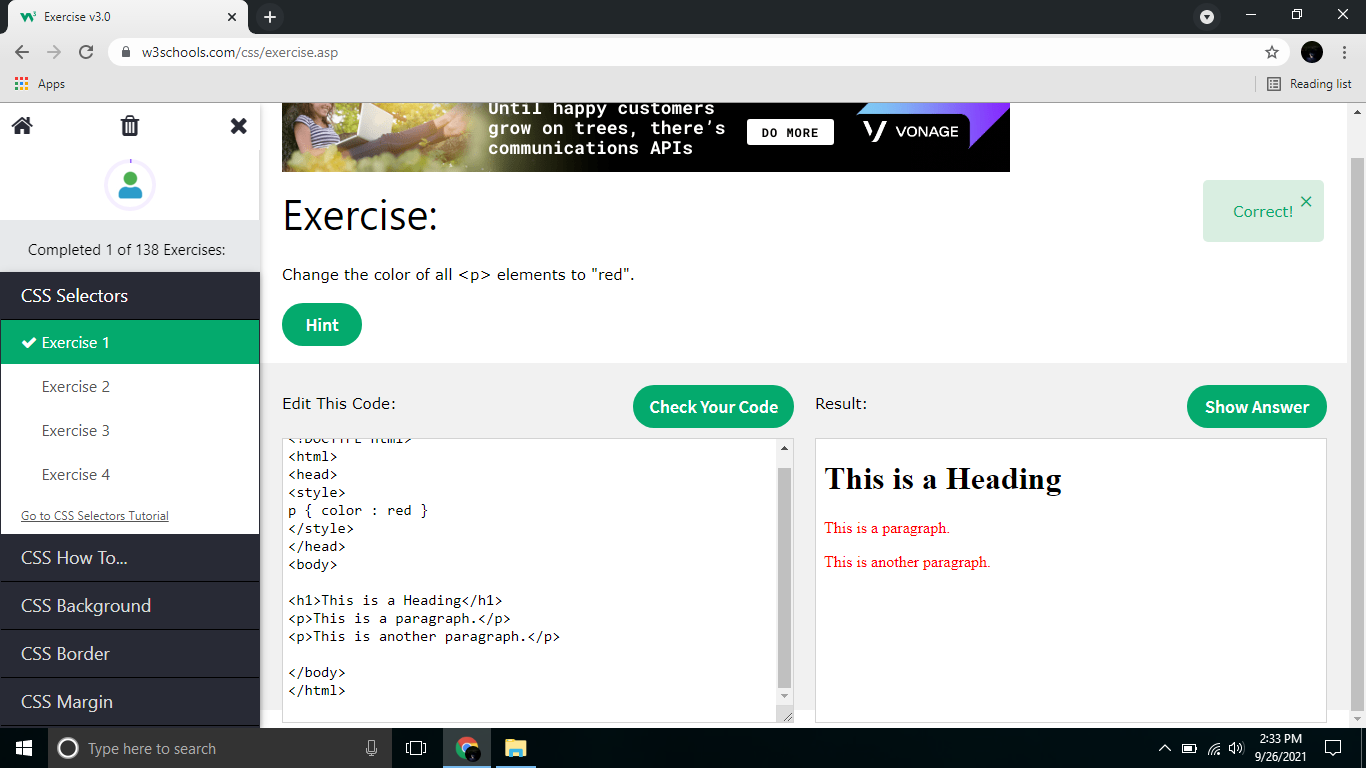 Exercise v3.0
w3schools.com/css/exercise.asp
Apps
Reading list
Until happy customers
grow on trees, there's
communications APIs
DO MORE
VONAGE
Completed 1 of 138 Exercises:
CSS Selectors
Exercise 1
Exercise 2
Exercise 3
Exercise 4
Go to CSS Selectors Tutorial
CSS How To...
CSS Background
CSS Border
CSS Margin
Exercise:
Correct!
Change the color of all <p> elements to "red".
Hint
Edit This Code:
Check Your Code
<!DOCTYPE html>
<html>
<head>
<style>
p { color : red }
</style>
</head>
<body>
<h1>This is a Heading</h1>
<p>This is a paragraph.</p>
<p>This is another paragraph.</p>
</body>
</html>
Result:
Show Answer
This is a Heading
This is a paragraph.
This is another paragraph.
Type here to search
2:33 PM
9/26/2021